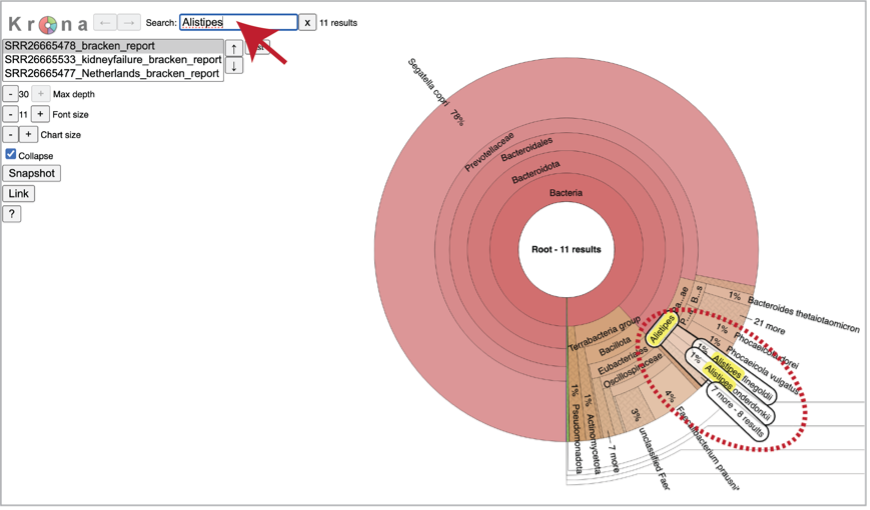 Krona ← → Search: Alistipes x 11 results
SRR26665478_bracken_report ↑
SRR26665533_kidneyfailure_bracken_report
SRR26665477_Netherlands_bracken_report ↓
- 30 + Max depth
- 11 + Font size
- + Chart size
Collapse
Snapshot
Link
?
Segatella copri 78%
Prevotellaceae
Bacteroidales
Bacteroidota
Bacteria
Root - 11 results
Terrabacteria group
Bacillota
Eubacteriales
Oscillospiraceae
...ae
B...s
1% Bacteroides thetaiotaomicron
21 more
1% Phocaeicola dorei
1% Phocaeicola vulgatus
Alistipes
1% Alistipes finegoldii
1% Alistipes onderdonkii
7 more - 8 results
4% Faecalibacterium prausni
3% unclassified Faec
7 more
1% Actinomycetota
1% Pseudomonadota